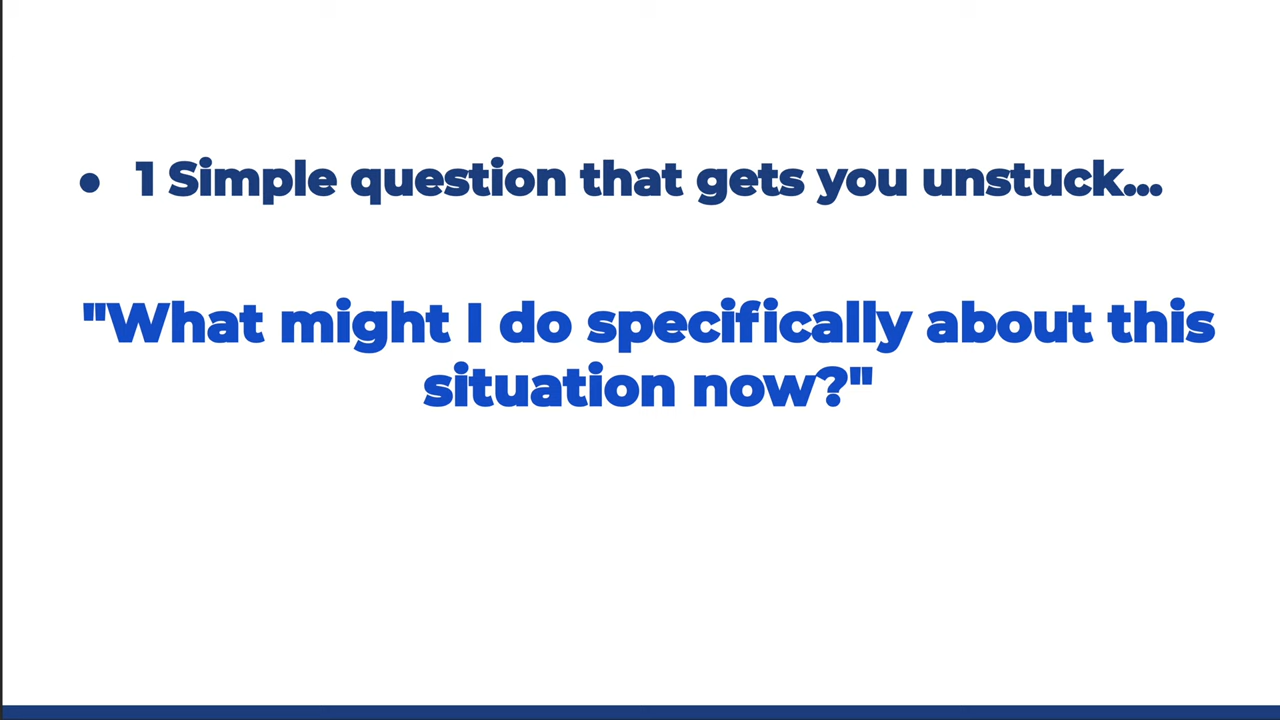 • 1 Simple question that gets you unstuck...
"What might I do specifically about this
situation now?"